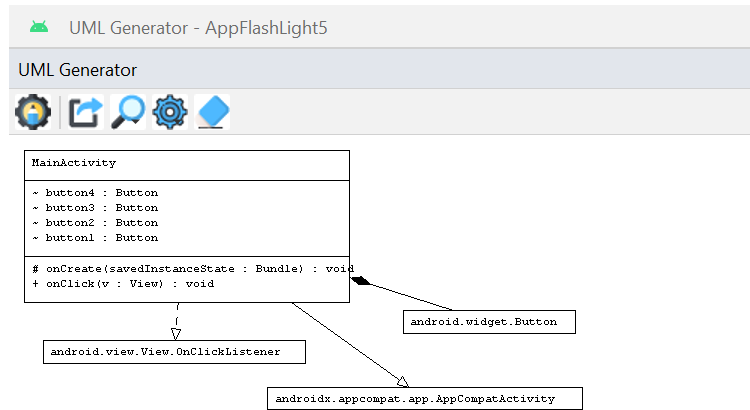 UML Generator - AppFlashLight5
UML Generator
MainActivity
~ button4 : Button
~ button3 : Button
~ button2 : Button
~ button1 : Button
# onCreate(savedInstanceState : Bundle) : void
+ onClick(v : View) : void
android.widget.Button
android.view.View.OnClickListener
androidx.appcompat.app.AppCompatActivity